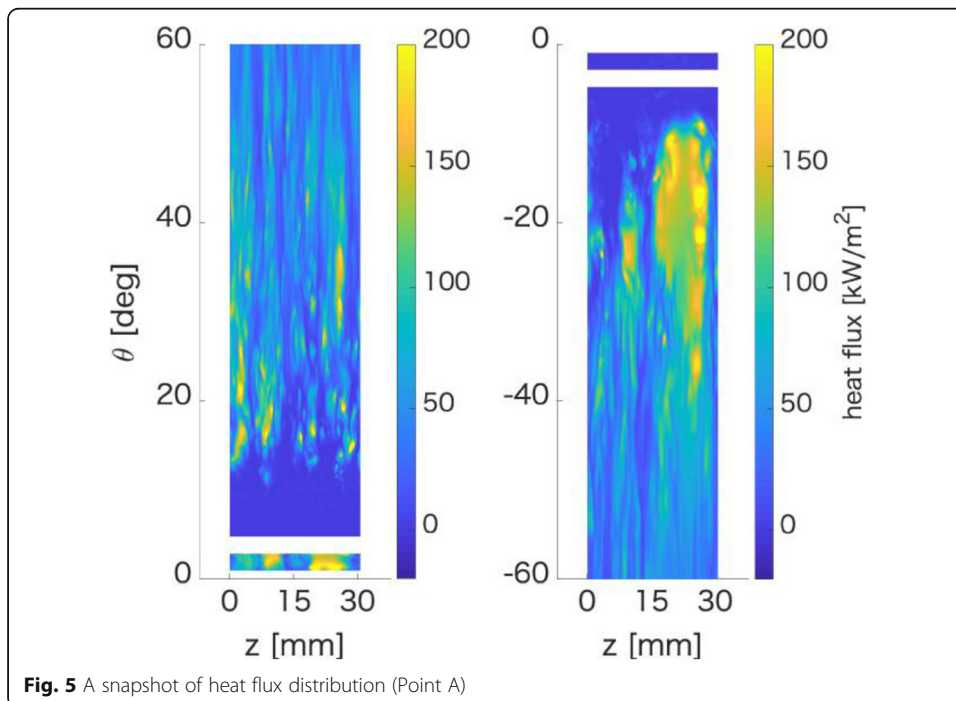 60
40
20
0
θ [deg]
0 15 30
z [mm]
200
150
100
50
0
0
-20
-40
-60
0 15 30
z [mm]
200
150
100
50
0
heat flux [kW/m²]
Fig. 5 A snapshot of heat flux distribution (Point A)